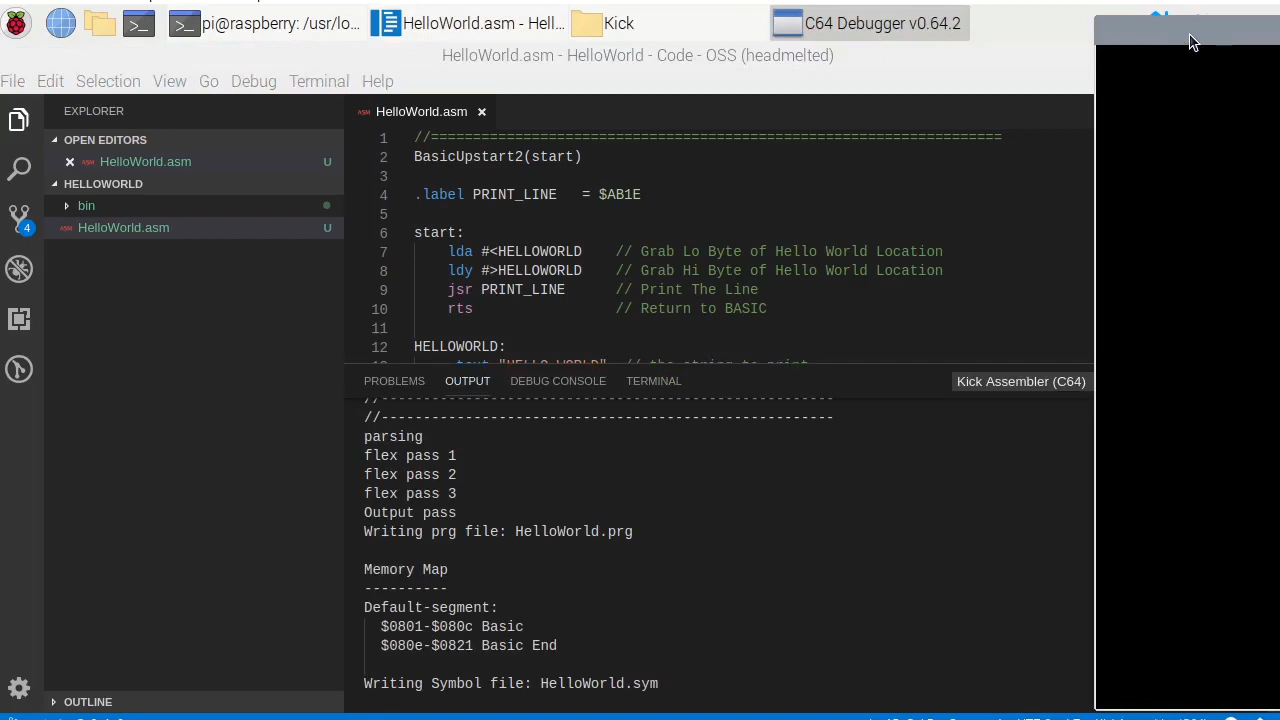 pi@raspberry: /usr/lo...
HelloWorld.asm - Hell...
Kick
C64 Debugger v0.64.2
HelloWorld.asm - HelloWorld - Code - OSS (headmelted)
File Edit Selection View Go Debug Terminal Help
EXPLORER
OPEN EDITORS
HelloWorld.asm U
HELLOWORLD
bin
HelloWorld.asm U
4
OUTLINE
HelloWorld.asm
1 //====================================================================
2 BasicUpstart2(start)
3
4 .label PRINT_LINE = $AB1E
5
6 start:
7 lda #<HELLOWORLD // Grab Lo Byte of Hello World Location
8 ldy #>HELLOWORLD // Grab Hi Byte of Hello World Location
9 jsr PRINT_LINE // Print The Line
10 rts // Return to BASIC
11
12 HELLOWORLD:
PROBLEMS OUTPUT DEBUG CONSOLE TERMINAL
Kick Assembler (C64)
//------------------------------------------------------
parsing
flex pass 1
flex pass 2
flex pass 3
Output pass
Writing prg file: HelloWorld.prg
Memory Map
----------
Default-segment:
$0801-$080c Basic
$080e-$0821 Basic End
Writing Symbol file: HelloWorld.sym